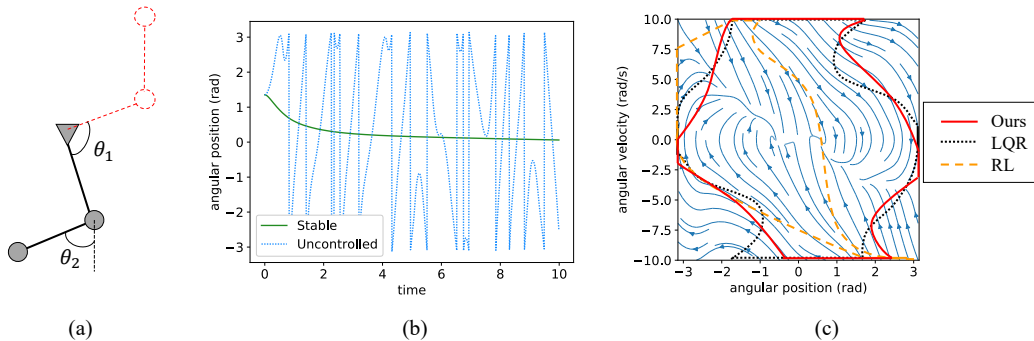 θ1
θ2
(a)
angular position (rad)
3
2
1
0
−1
−2
−3
Stable
Uncontrolled
0
2
4
6
8
10
time
(b)
angular velocity (rad/s)
10.0
7.5
5.0
2.5
0.0
−2.5
−5.0
−7.5
−10.0
−3
−2
−1
0
1
2
3
angular position (rad)
Ours
LQR
RL
(c)